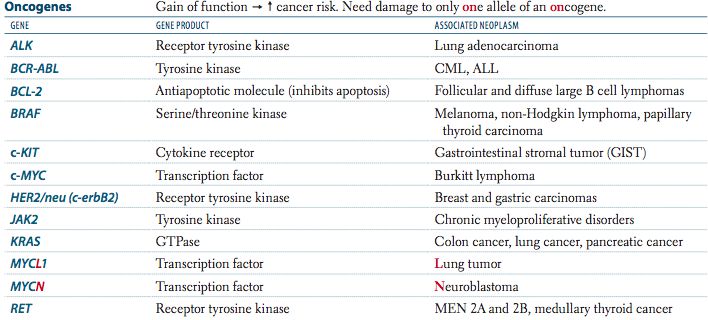 Oncogenes Gain of function → ↑ cancer risk. Need damage to only one allele of an oncogene.
GENE GENE PRODUCT ASSOCIATED NEOPLASM
ALK Receptor tyrosine kinase Lung adenocarcinoma
BCR-ABL Tyrosine kinase CML, ALL
BCL-2 Antiapoptotic molecule (inhibits apoptosis) Follicular and diffuse large B cell lymphomas
BRAF Serine/threonine kinase Melanoma, non-Hodgkin lymphoma, papillary
thyroid carcinoma
c-KIT Cytokine receptor Gastrointestinal stromal tumor (GIST)
c-MYC Transcription factor Burkitt lymphoma
HER2/neu (c-erbB2) Receptor tyrosine kinase Breast and gastric carcinomas
JAK2 Tyrosine kinase Chronic myeloproliferative disorders
KRAS GTPase Colon cancer, lung cancer, pancreatic cancer
MYCL1 Transcription factor Lung tumor
MYCN Transcription factor Neuroblastoma
RET Receptor tyrosine kinase MEN 2A and 2B, medullary thyroid cancer